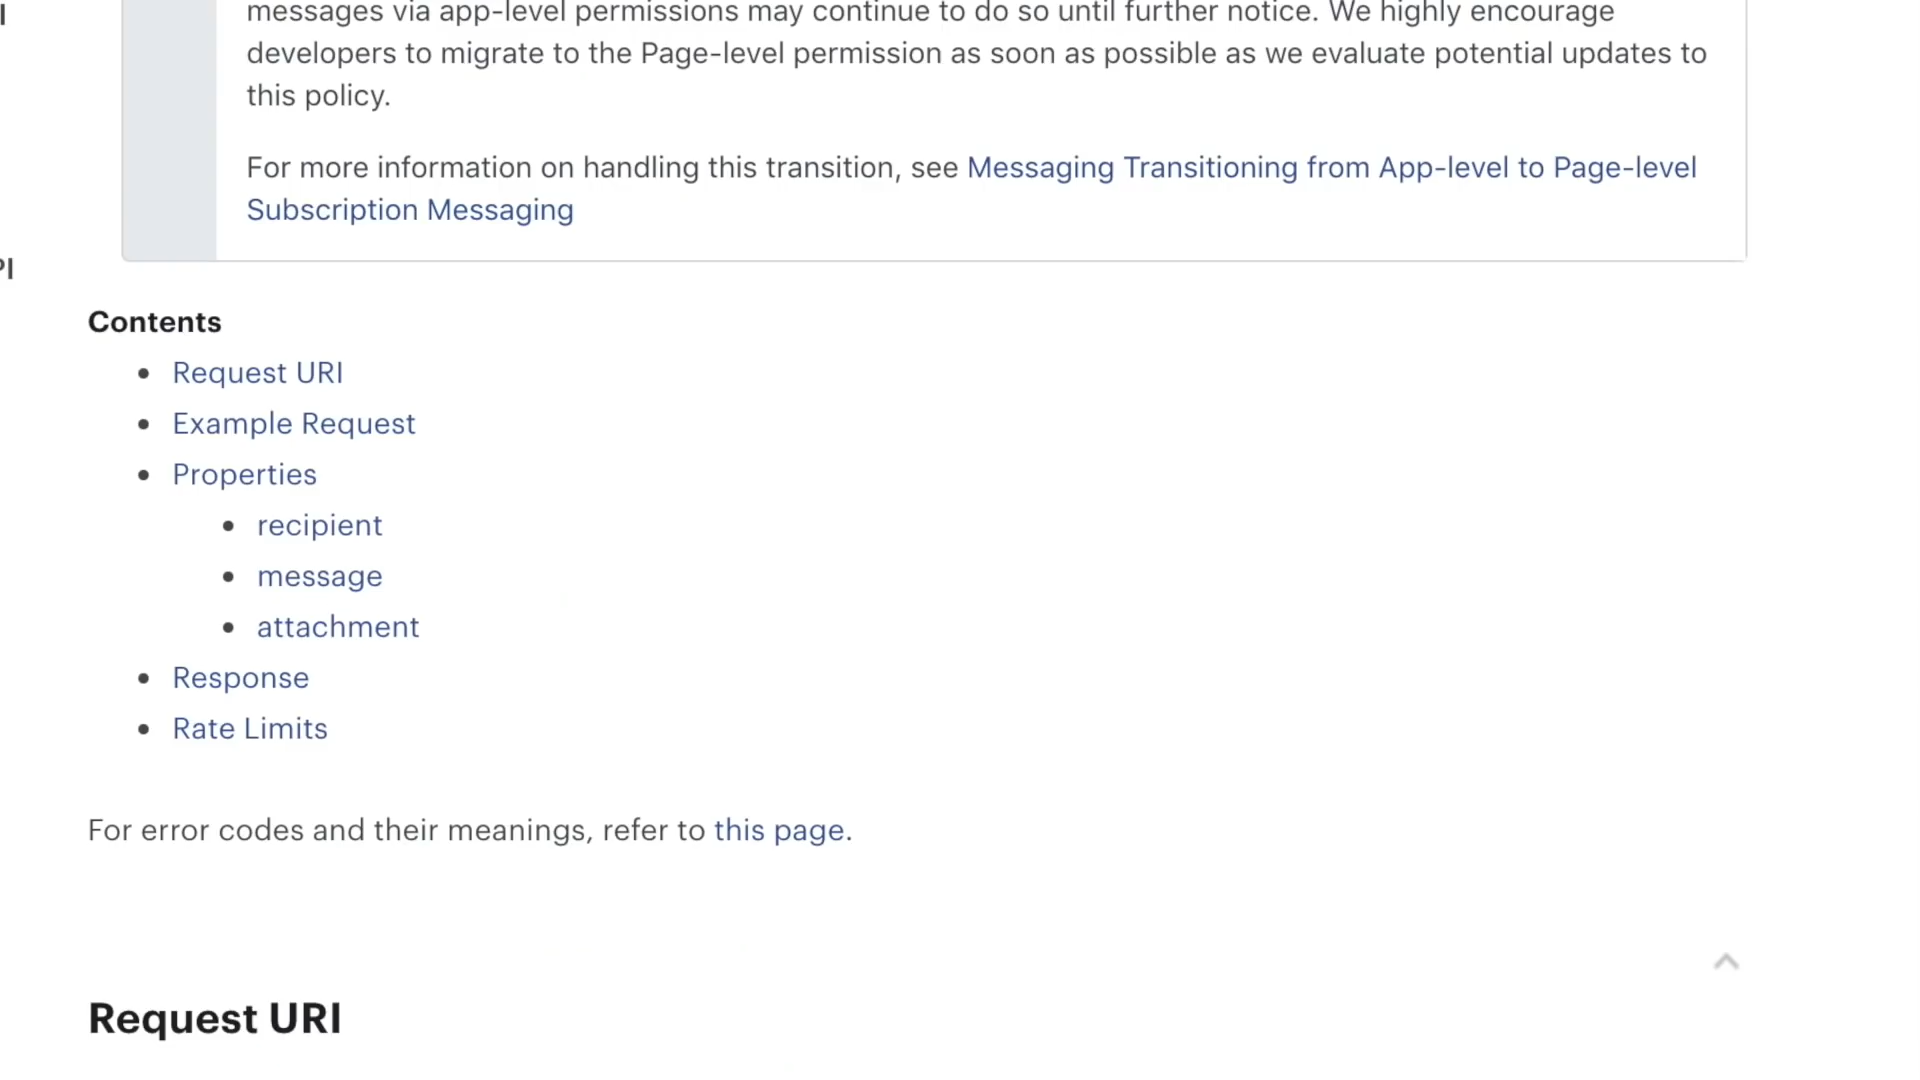 messages via app-level permissions may continue to do so until further notice. We highly encourage
developers to migrate to the Page-level permission as soon as possible as we evaluate potential updates to
this policy.
For more information on handling this transition, see Messaging Transitioning from App-level to Page-level
Subscription Messaging
PI
Contents
Request URI
Example Request
Properties
recipient
message
attachment
Response
Rate Limits
For error codes and their meanings, refer to this page.
Request URI